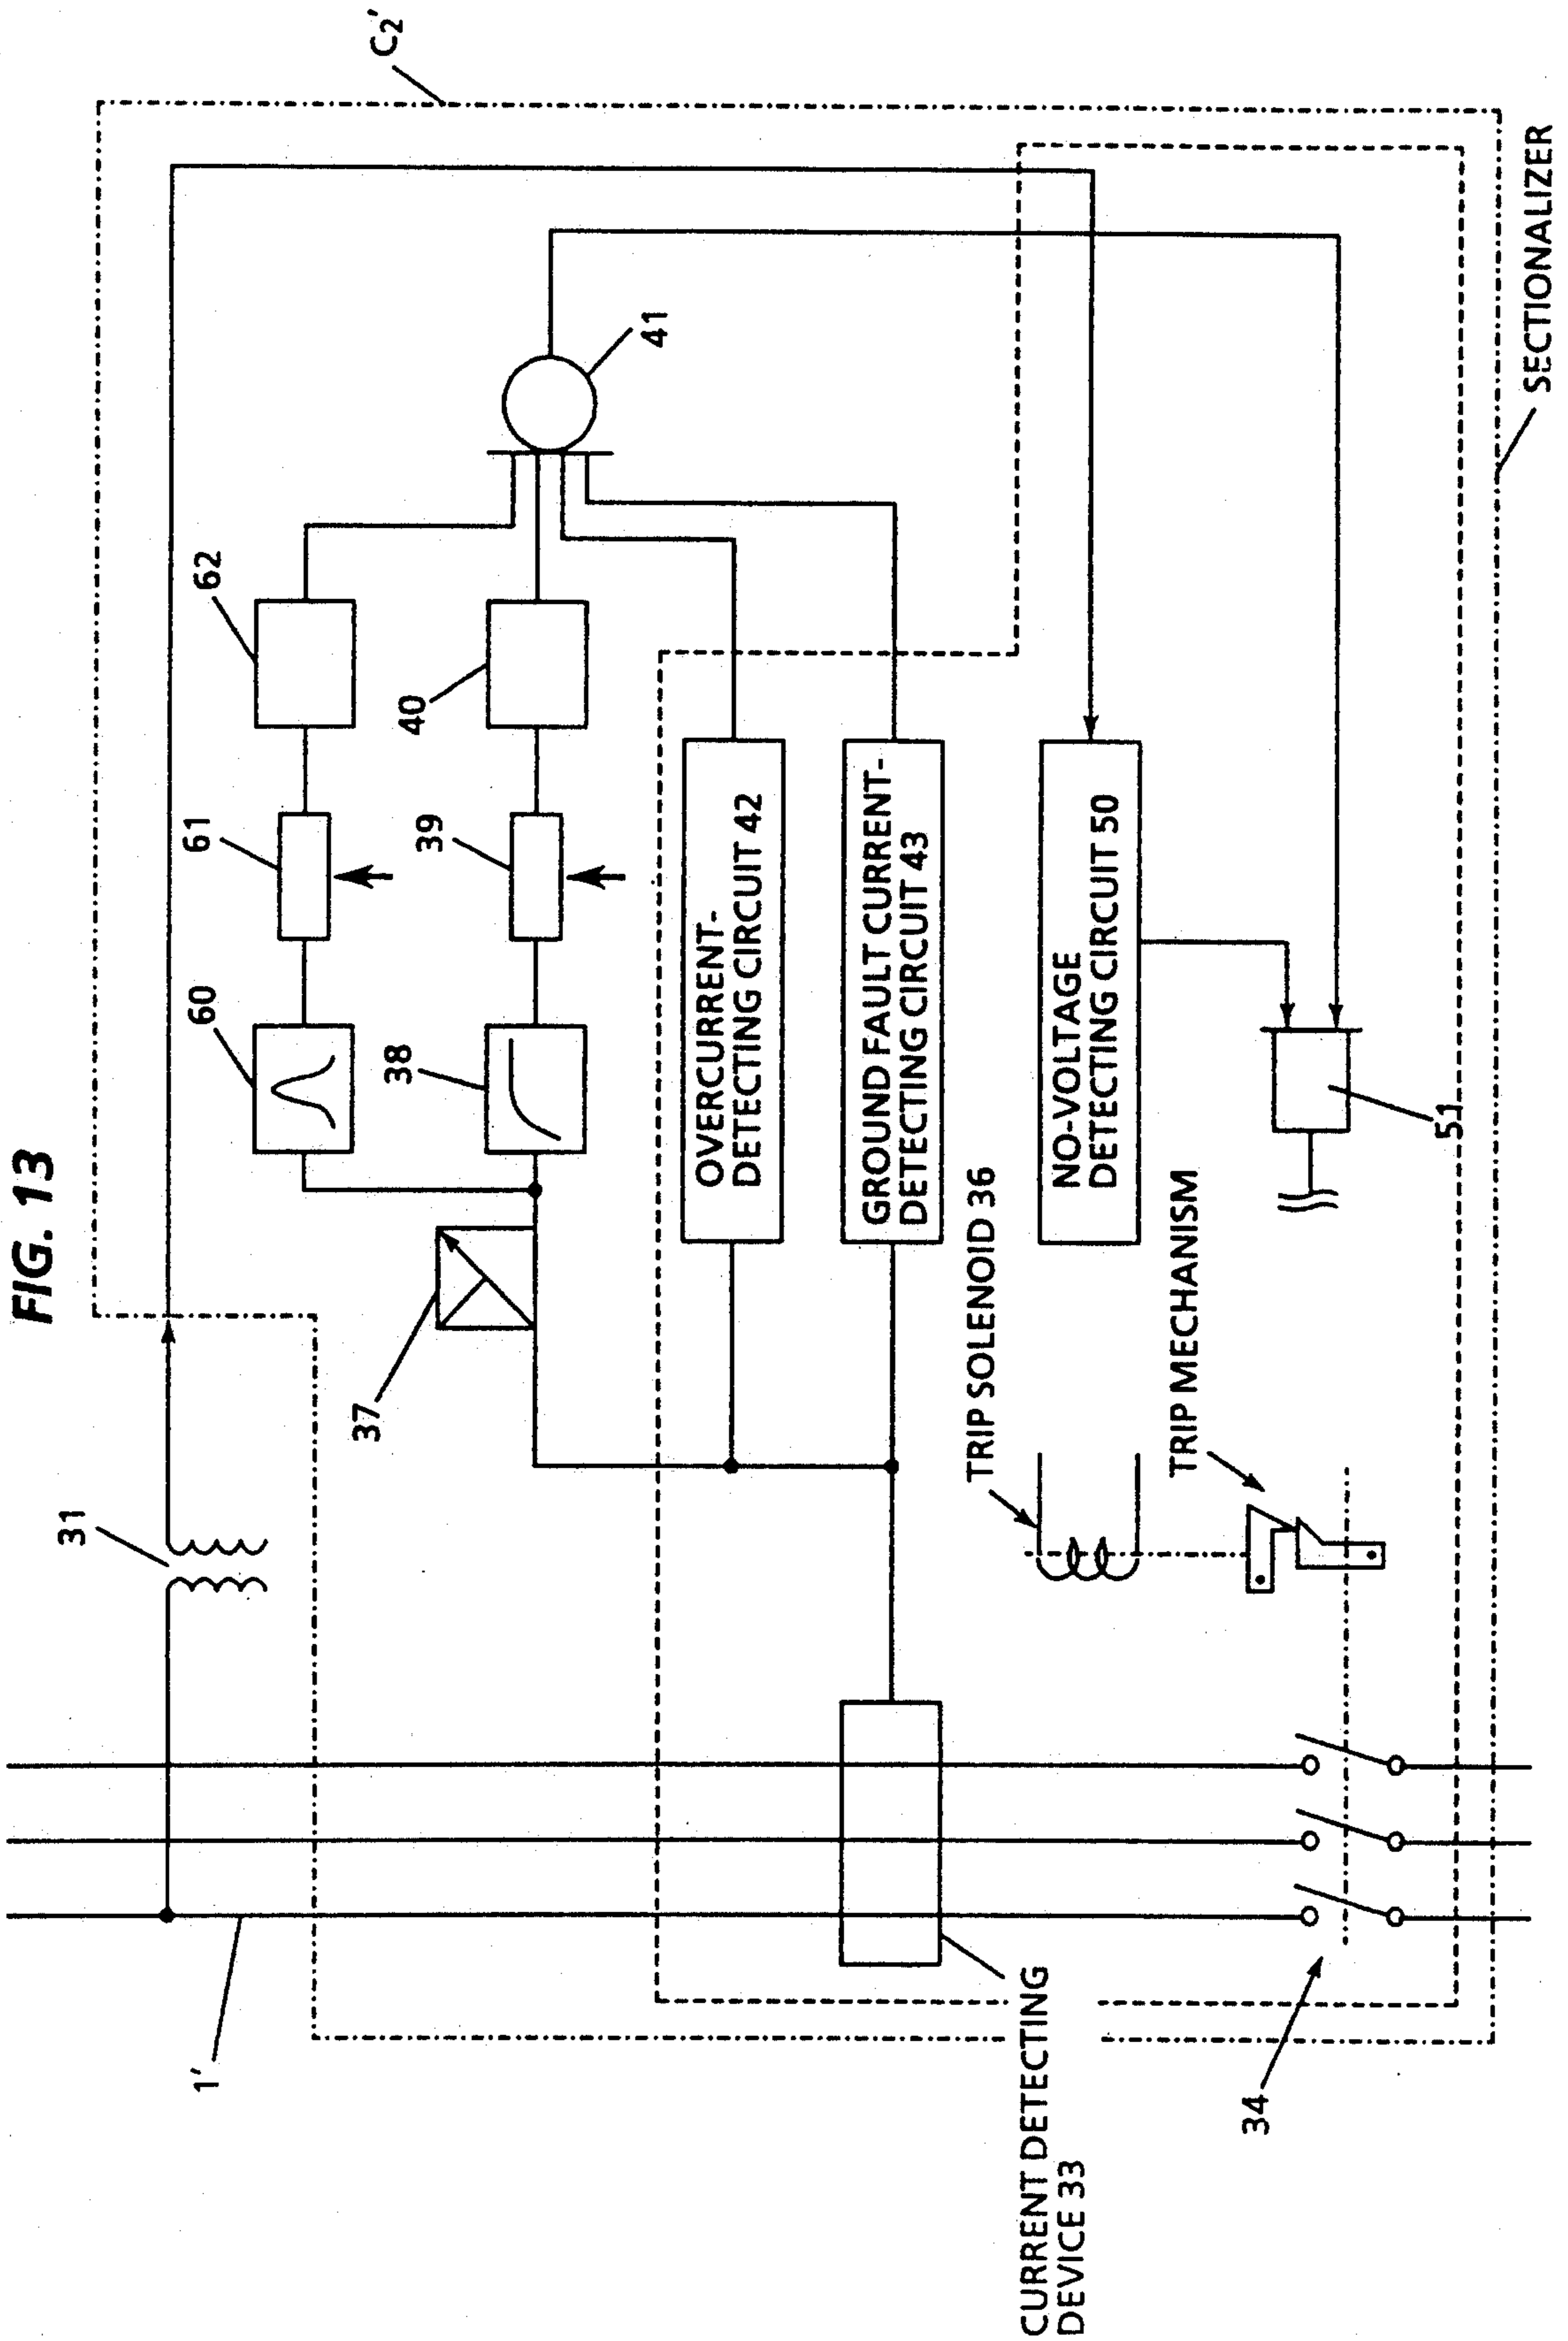 FIG. 13
C2'
31
60
61
62
37
38
39
40
41
1'
OVERCURRENT-
DETECTING CIRCUIT 42
GROUND FAULT CURRENT-
DETECTING CIRCUIT 43
TRIP SOLENOID 36
NO-VOLTAGE
DETECTING CIRCUIT 50
TRIP MECHANISM
51
CURRENT DETECTING
DEVICE 33
34
SECTIONALIZER